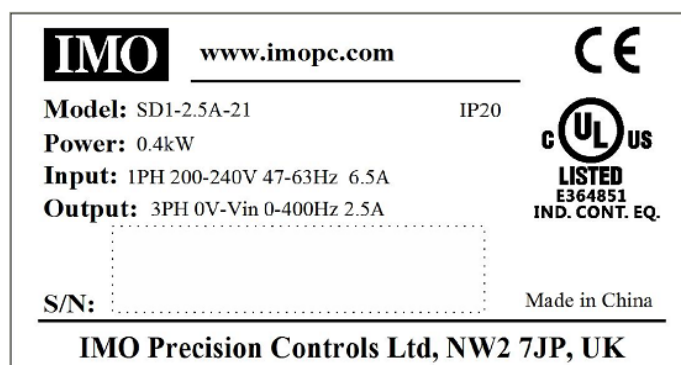 IMO www.imopc.com CE
Model: SD1-2.5A-21 IP20
Power: 0.4kW
C UL US
Input: 1PH 200-240V 47-63Hz 6.5A
LISTED
E364851
Output: 3PH 0V-Vin 0-400Hz 2.5A
IND. CONT. EQ.
S/N:
Made in China
IMO Precision Controls Ltd, NW2 7JP, UK